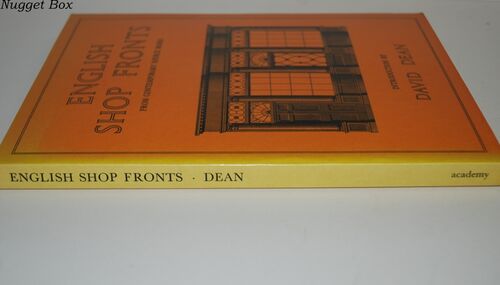 Nugget Box
ENGLISH
SHOP FRONTS
FROM CONTEMPORARY SOURCE BOOKS
INTRODUCTION BY
DAVID DEAN
ENGLISH SHOP FRONTS · DEAN
academy